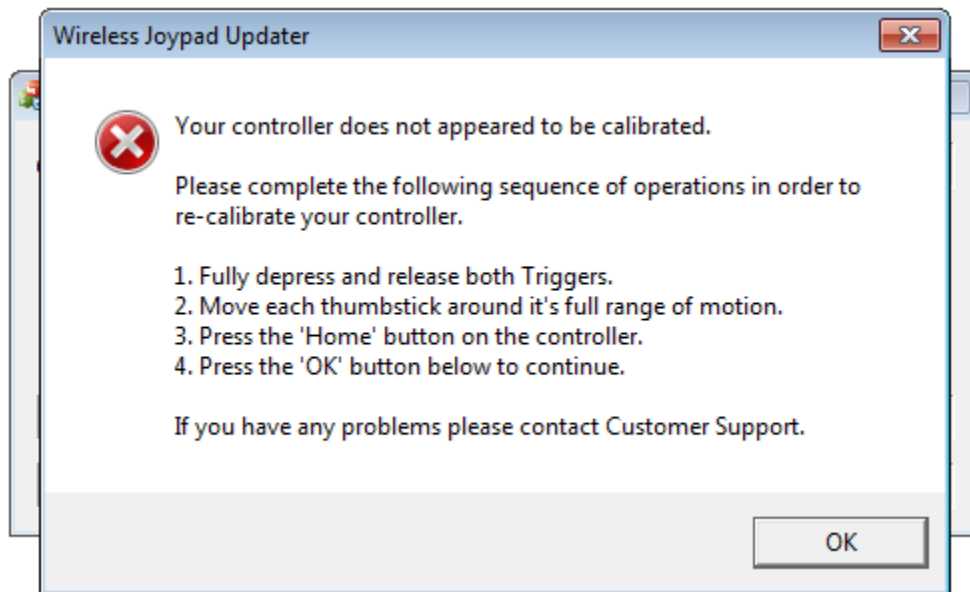 Wireless Joypad Updater
Your controller does not appeared to be calibrated.
Please complete the following sequence of operations in order to
re-calibrate your controller.
1. Fully depress and release both Triggers.
2. Move each thumbstick around it's full range of motion.
3. Press the 'Home' button on the controller.
4. Press the 'OK' button below to continue.
If you have any problems please contact Customer Support.
OK